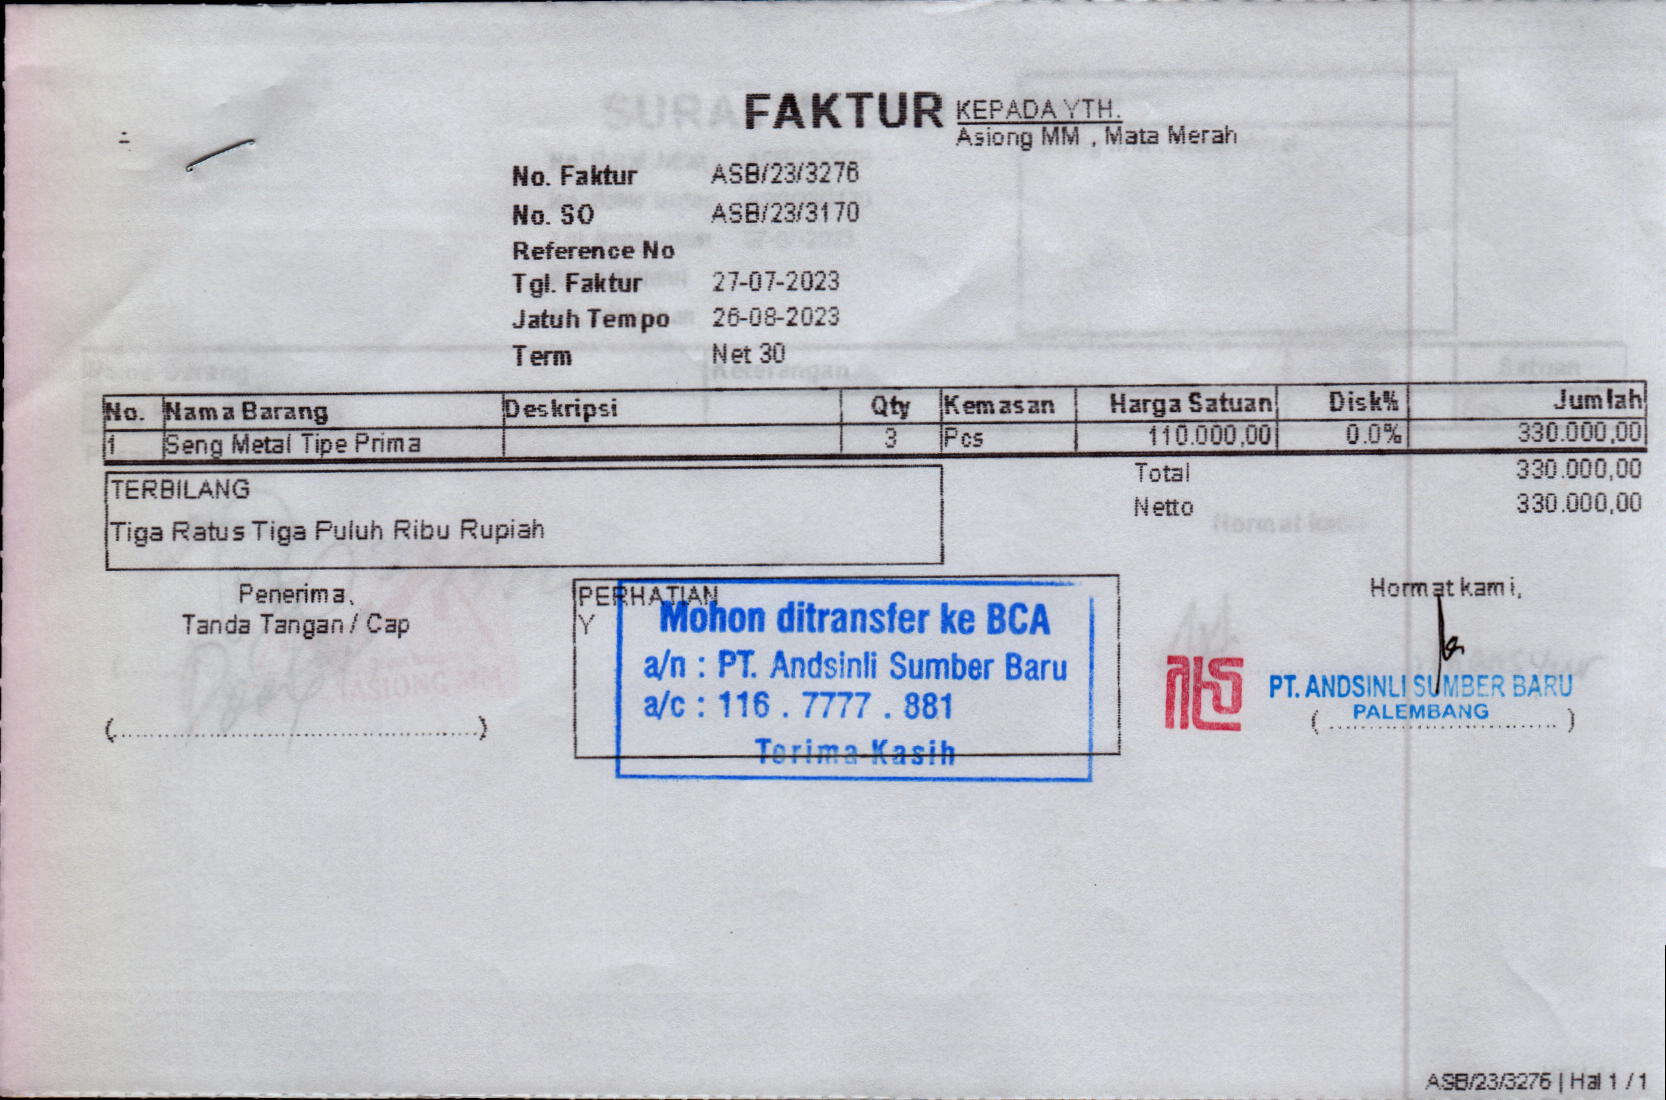 FAKTUR
KEPADA YTH.
Asiong MM , Mata Merah
No. Faktur ASB/23/3276
No. SO ASB/23/3170
Reference No
Tgl. Faktur 27-07-2023
Jatuh Tempo 26-08-2023
Term Net 30
No. Nama Barang Deskripsi Qty Kemasan Harga Satuan Disk% Jumlah
1 Seng Metal Tipe Prima 3 Pcs 110.000,00 0.0% 330.000,00
Total 330.000,00
Netto 330.000,00
TERBILANG
Tiga Ratus Tiga Puluh Ribu Rupiah
Penerima,
Tanda Tangan / Cap
(................................................)
PERHATIAN
Y
Mohon ditransfer ke BCA
a/n : PT. Andsinli Sumber Baru
a/c : 116 . 7777 . 881
Terima Kasih
Hormat kami,
PT. ANDSINLI SUMBER BARU
PALEMBANG
(................................)
ASB/23/3276 | Hal 1 / 1